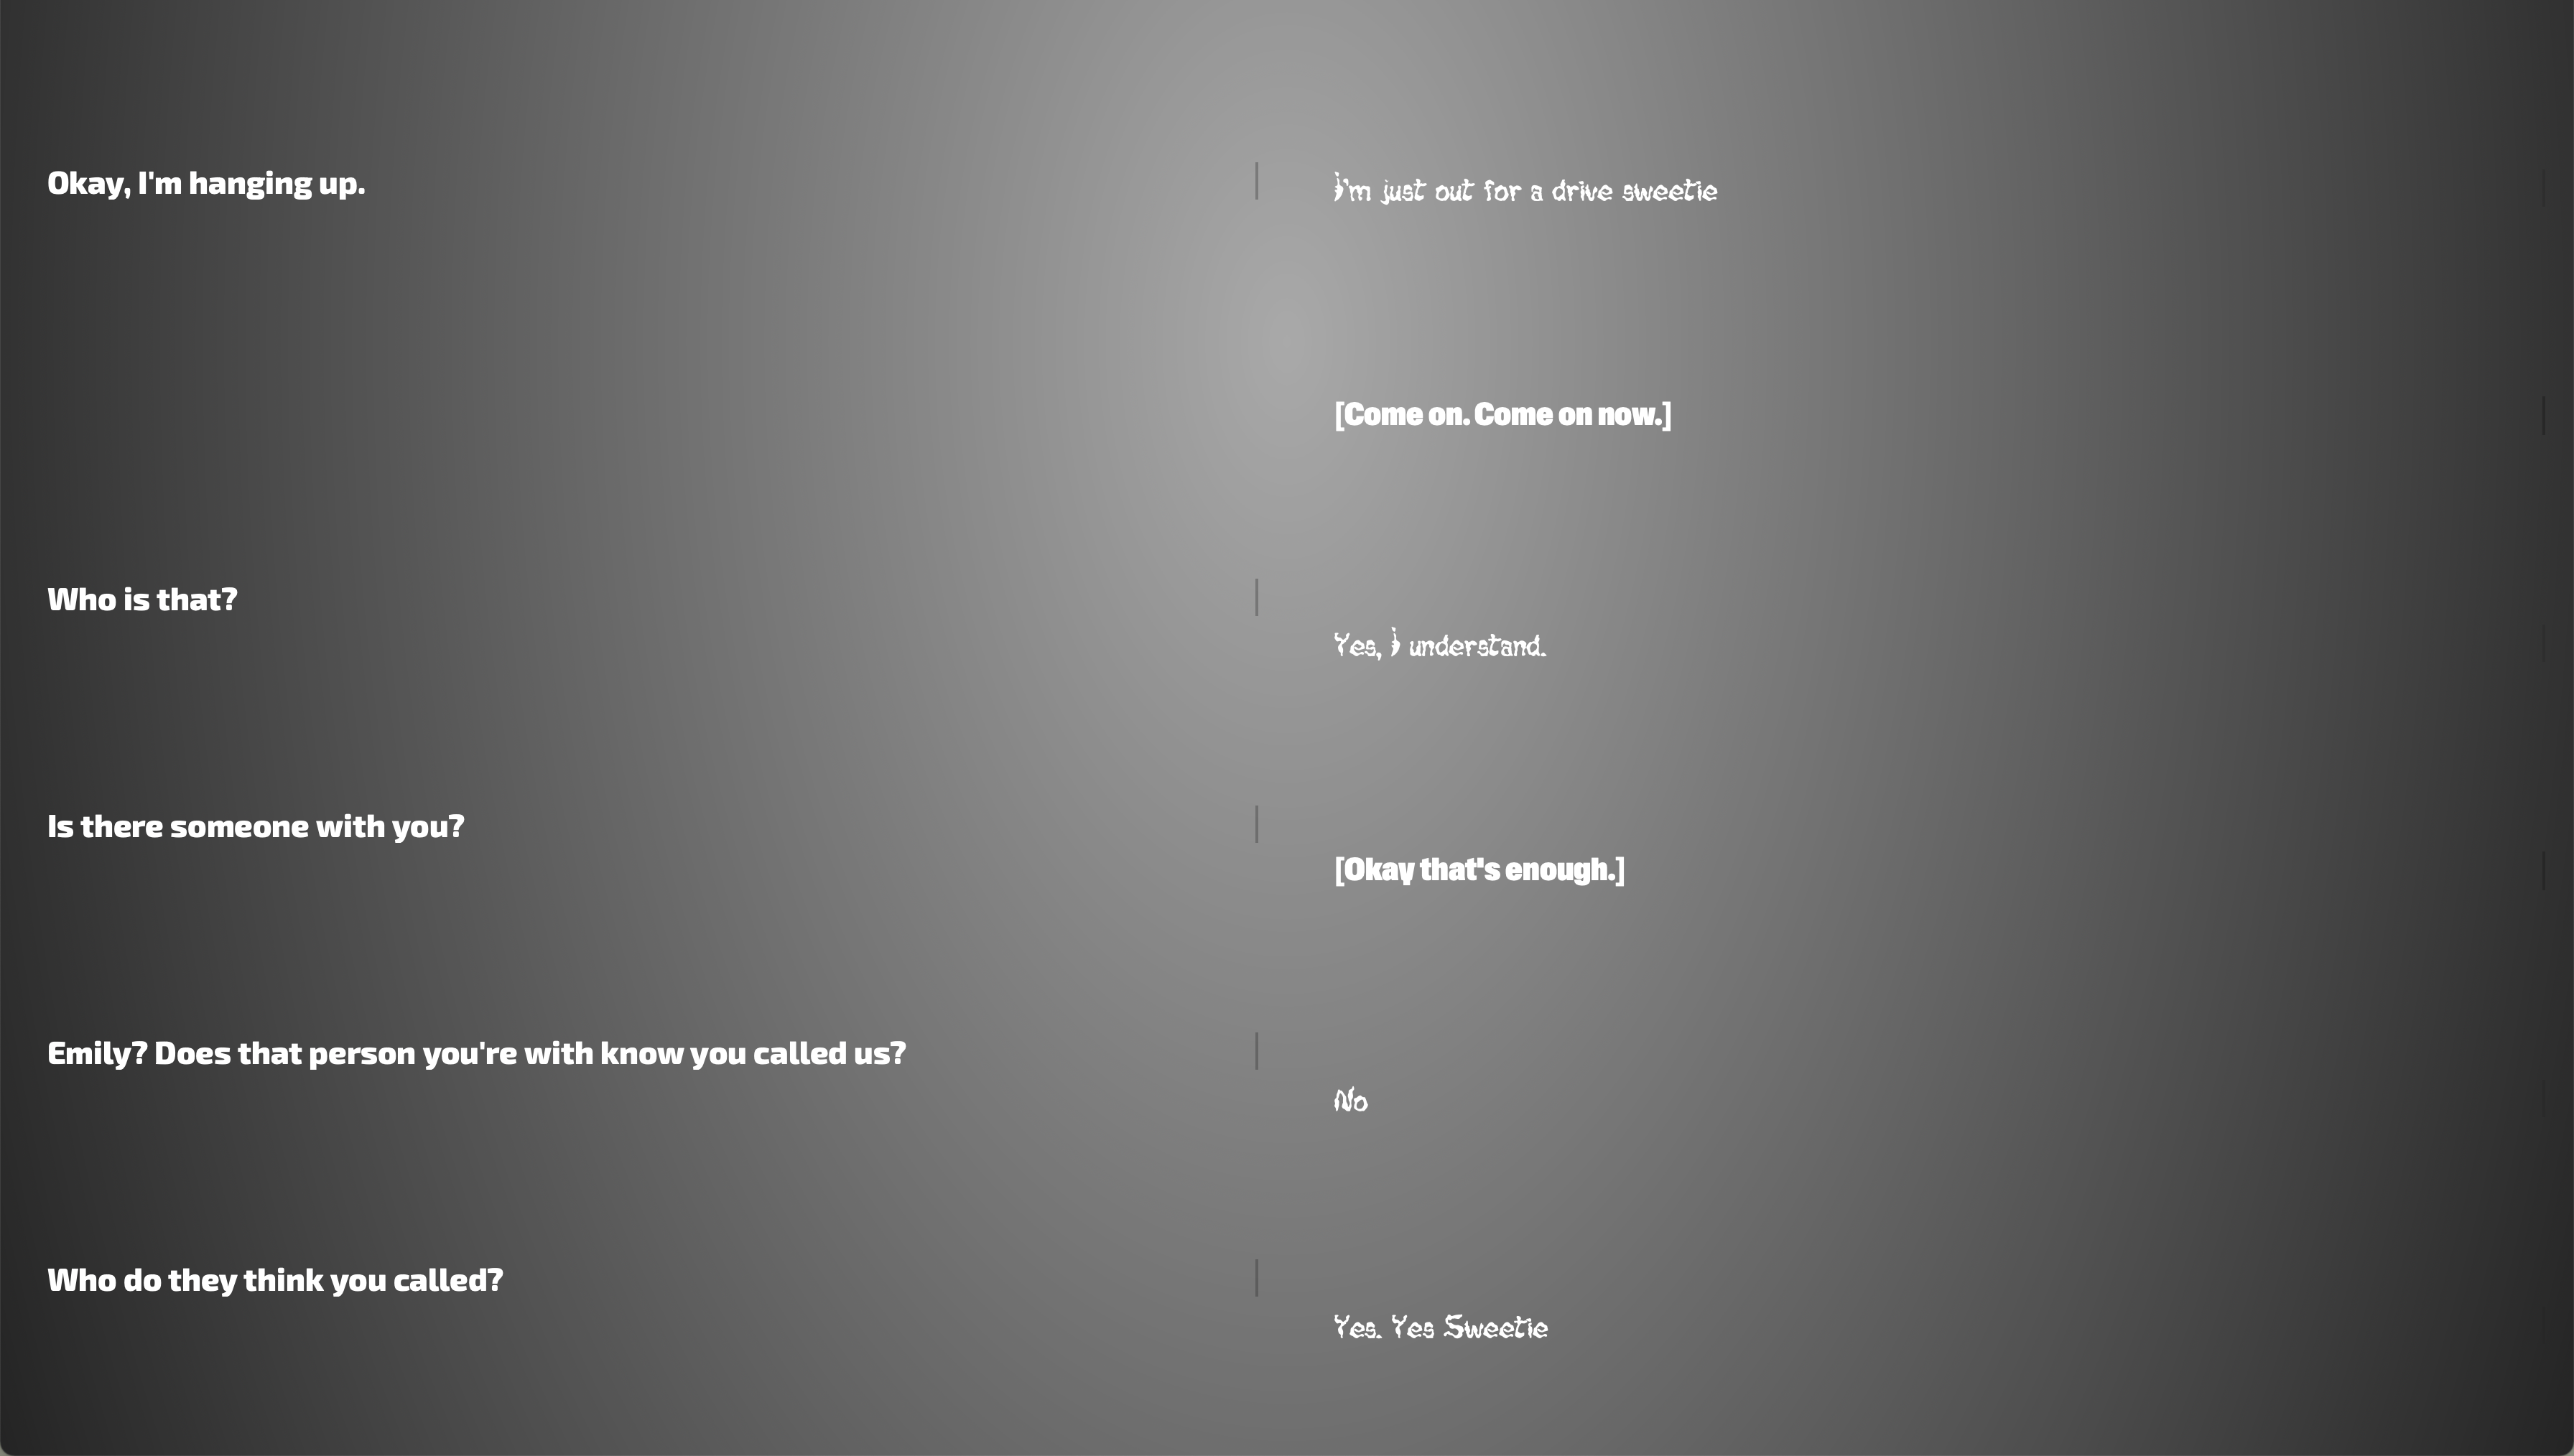 Okay, I'm hanging up.
I'm just out for a drive sweetie
[Come on. Come on now.]
Who is that?
Yes, I understand.
Is there someone with you?
[Okay that's enough.]
Emily? Does that person you're with know you called us?
No
Who do they think you called?
Yes. Yes Sweetie